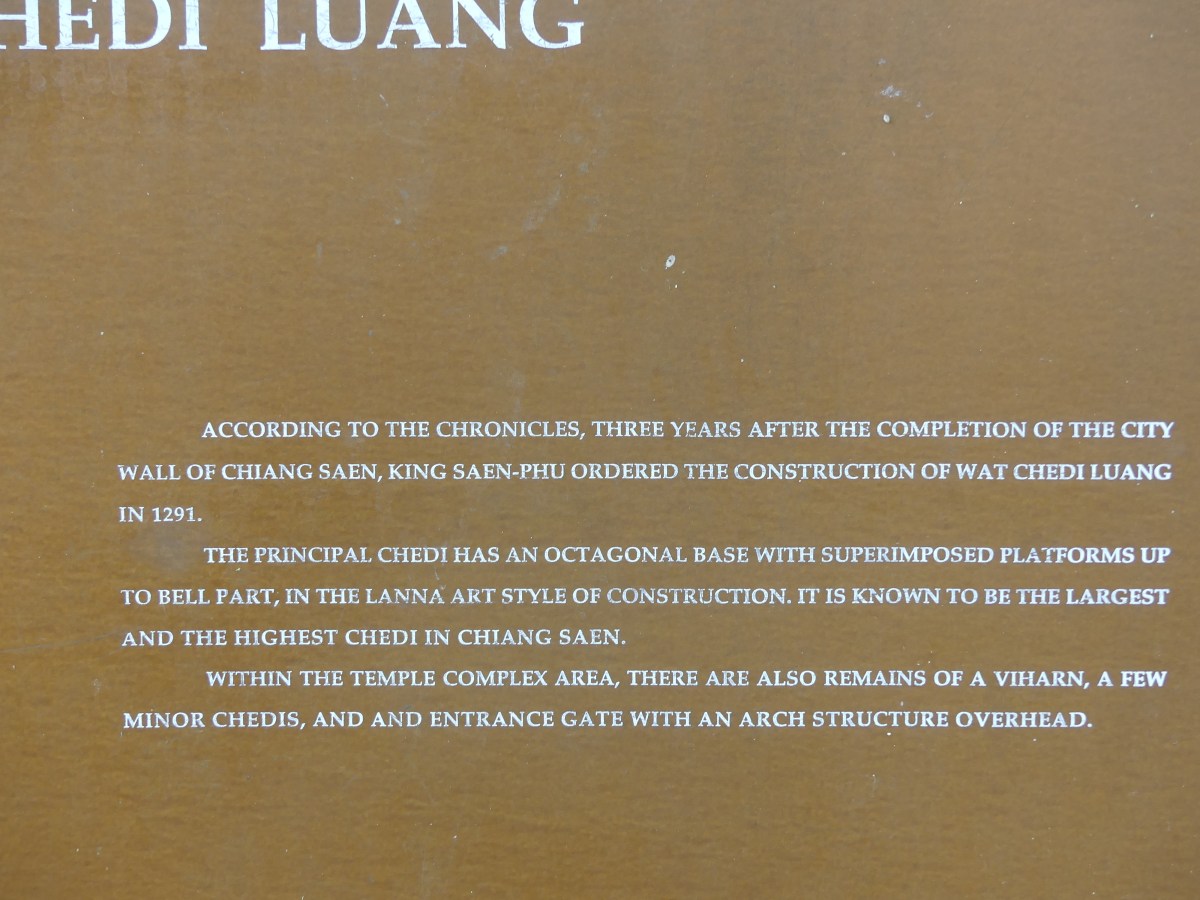 HEDI LUANG
ACCORDING TO THE CHRONICLES, THREE YEARS AFTER THE COMPLETION OF THE CITY
WALL OF CHIANG SAEN, KING SAEN-PHU ORDERED THE CONSTRUCTION OF WAT CHEDI LUANG
IN 1291.
THE PRINCIPAL CHEDI HAS AN OCTAGONAL BASE WITH SUPERIMPOSED PLATFORMS UP
TO BELL PART, IN THE LANNA ART STYLE OF CONSTRUCTION. IT IS KNOWN TO BE THE LARGEST
AND THE HIGHEST CHEDI IN CHIANG SAEN.
WITHIN THE TEMPLE COMPLEX AREA, THERE ARE ALSO REMAINS OF A VIHARN, A FEW
MINOR CHEDIS, AND AND ENTRANCE GATE WITH AN ARCH STRUCTURE OVERHEAD.